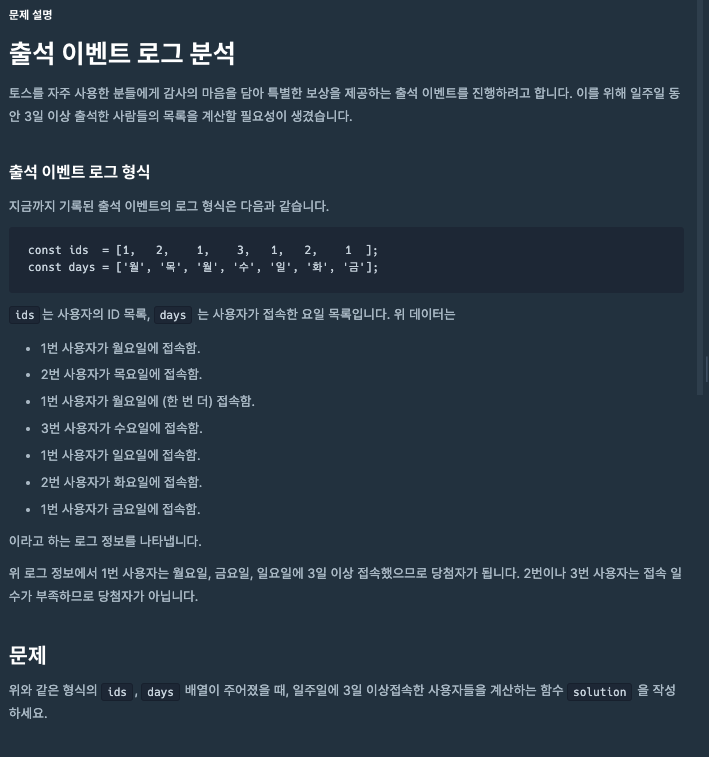 문제 설명
출석 이벤트 로그 분석
토스를 자주 사용한 분들에게 감사의 마음을 담아 특별한 보상을 제공하는 출석 이벤트를 진행하려고 합니다. 이를 위해 일주일 동
안 3일 이상 출석한 사람들의 목록을 계산할 필요성이 생겼습니다.
출석 이벤트 로그 형식
지금까지 기록된 출석 이벤트의 로그 형식은 다음과 같습니다.
const ids  = [1,   2,    1,    3,   1,   2,    1  ];
const days = ['월', '목', '월', '수', '일', '화', '금'];
ids 는 사용자의 ID 목록, days 는 사용자가 접속한 요일 목록입니다. 위 데이터는
• 1번 사용자가 월요일에 접속함.
• 2번 사용자가 목요일에 접속함.
• 1번 사용자가 월요일에 (한 번 더) 접속함.
• 3번 사용자가 수요일에 접속함.
• 1번 사용자가 일요일에 접속함.
• 2번 사용자가 화요일에 접속함.
• 1번 사용자가 금요일에 접속함.
이라고 하는 로그 정보를 나타냅니다.
위 로그 정보에서 1번 사용자는 월요일, 금요일, 일요일에 3일 이상 접속했으므로 당첨자가 됩니다. 2번이나 3번 사용자는 접속 일
수가 부족하므로 당첨자가 아닙니다.
문제
위와 같은 형식의 ids , days 배열이 주어졌을 때, 일주일에 3일 이상접속한 사용자들을 계산하는 함수 solution 을 작성
하세요.